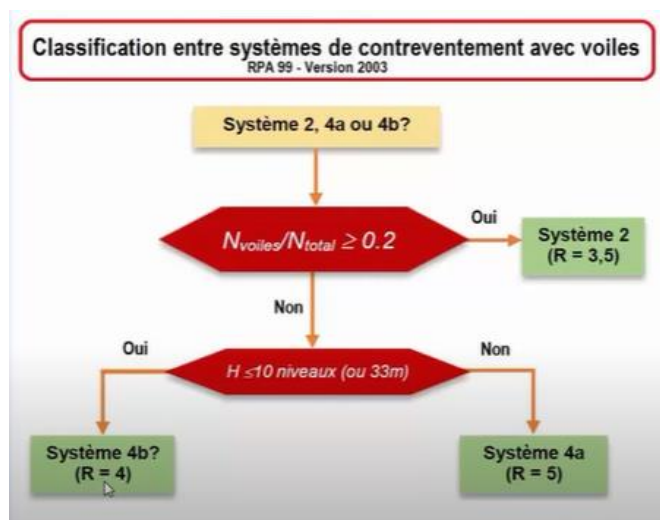 Classification entre systèmes de contreventement avec voiles
RPA 99 - Version 2003
Système 2, 4a ou 4b?
Nvoiles/Ntotal ≥ 0.2
Oui
Système 2
(R = 3,5)
Non
Oui
H ≤10 niveaux (ou 33m)
Non
Système 4b?
(R = 4)
Système 4a
(R = 5)